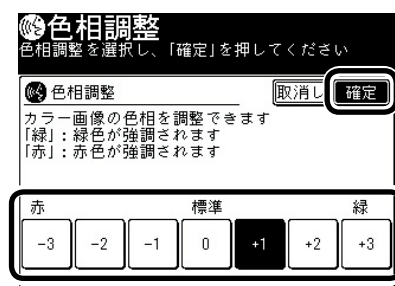 色相調整
色相調整を選択し、「確定」を押してください
色相調整
取消し 確定
カラー画像の色相を調整できます
「緑」：緑色が強調されます
「赤」：赤色が強調されます
赤 標準 緑
-3 -2 -1 0 +1 +2 +3